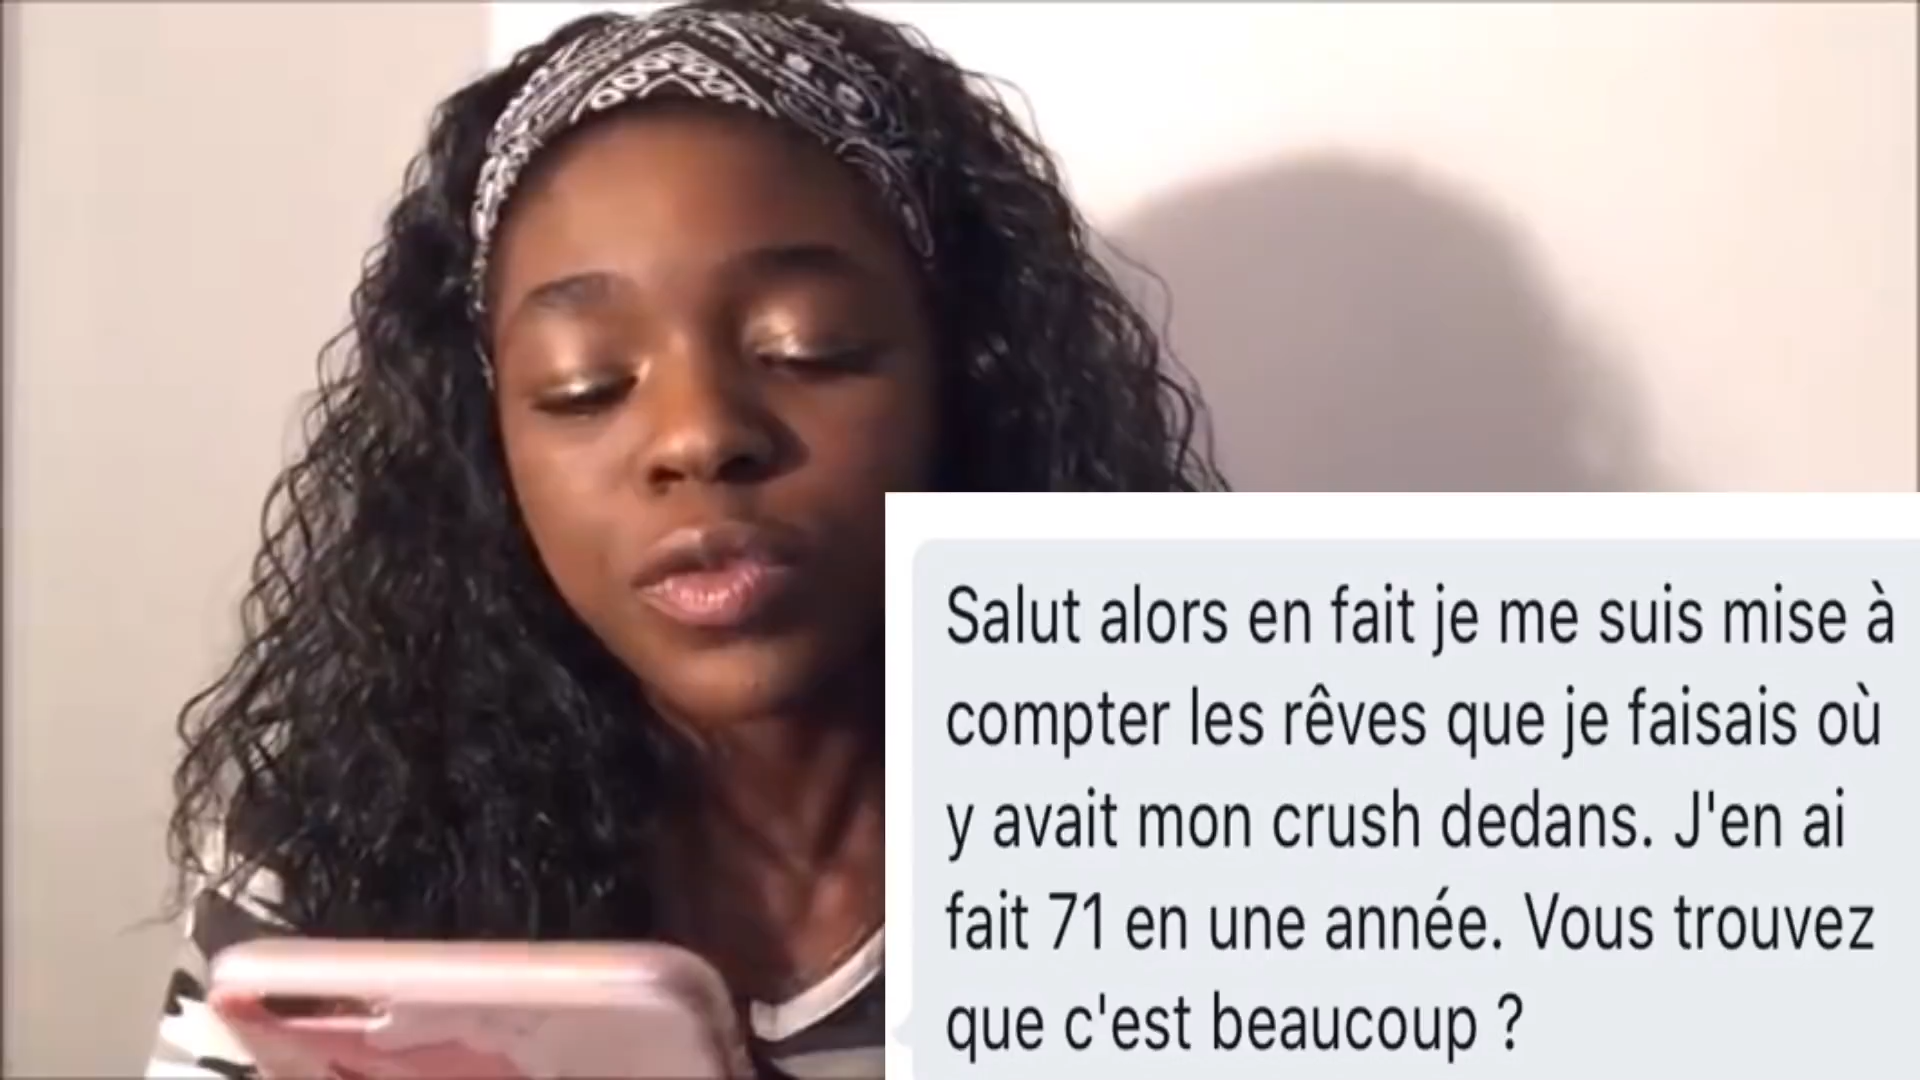 Salut alors en fait je me suis mise à
compter les rêves que je faisais où
y avait mon crush dedans. J'en ai
fait 71 en une année. Vous trouvez
que c'est beaucoup ?